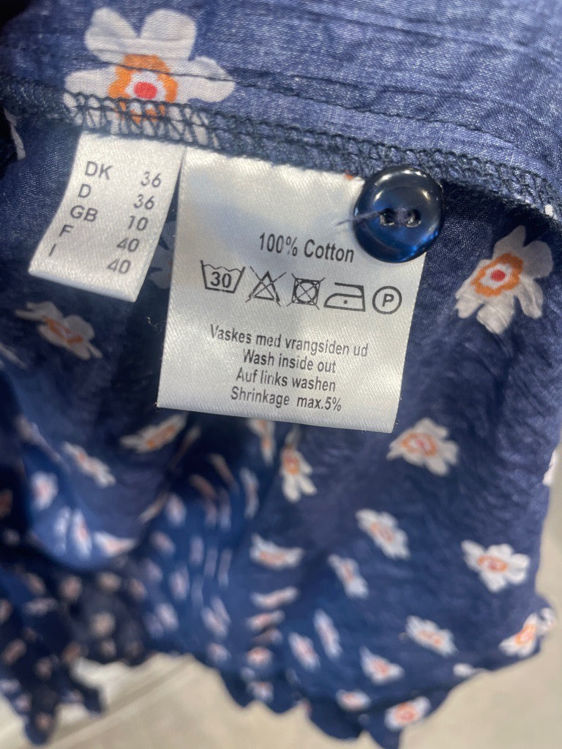 DK 36
D 36
GB 10
F 40
I 40
100% Cotton
30 P
Vaskes med vrangsiden ud
Wash inside out
Auf links washen
Shrinkage max.5%